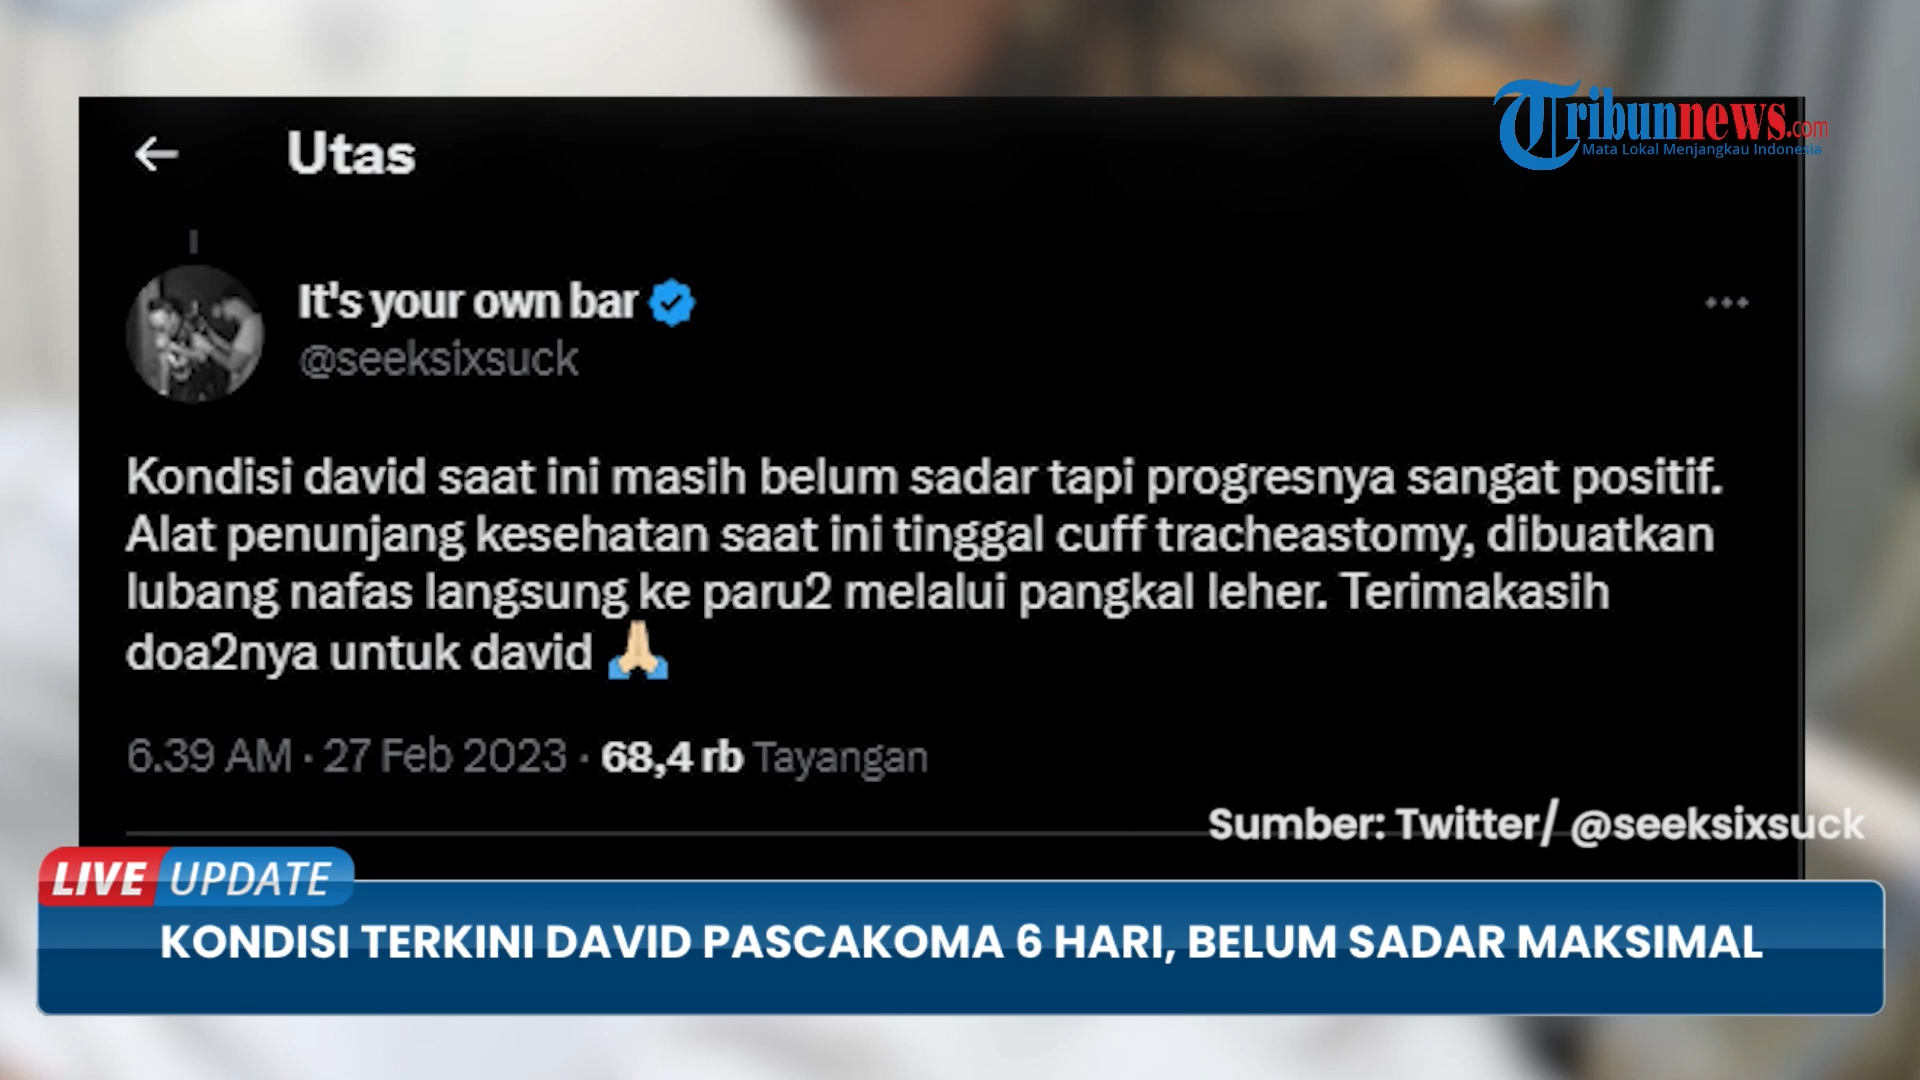 Tribunnews.com
Mata Lokal Menjangkau Indonesia
Utas
It's your own bar
@seeksixsuck
Kondisi david saat ini masih belum sadar tapi progresnya sangat positif.
Alat penunjang kesehatan saat ini tinggal cuff tracheastomy, dibuatkan
lubang nafas langsung ke paru2 melalui pangkal leher. Terimakasih
doa2nya untuk david 🙏🏼
6.39 AM · 27 Feb 2023 · 68,4 rb Tayangan
Sumber: Twitter/ @seeksixsuck
LIVE UPDATE
KONDISI TERKINI DAVID PASCAKOMA 6 HARI, BELUM SADAR MAKSIMAL